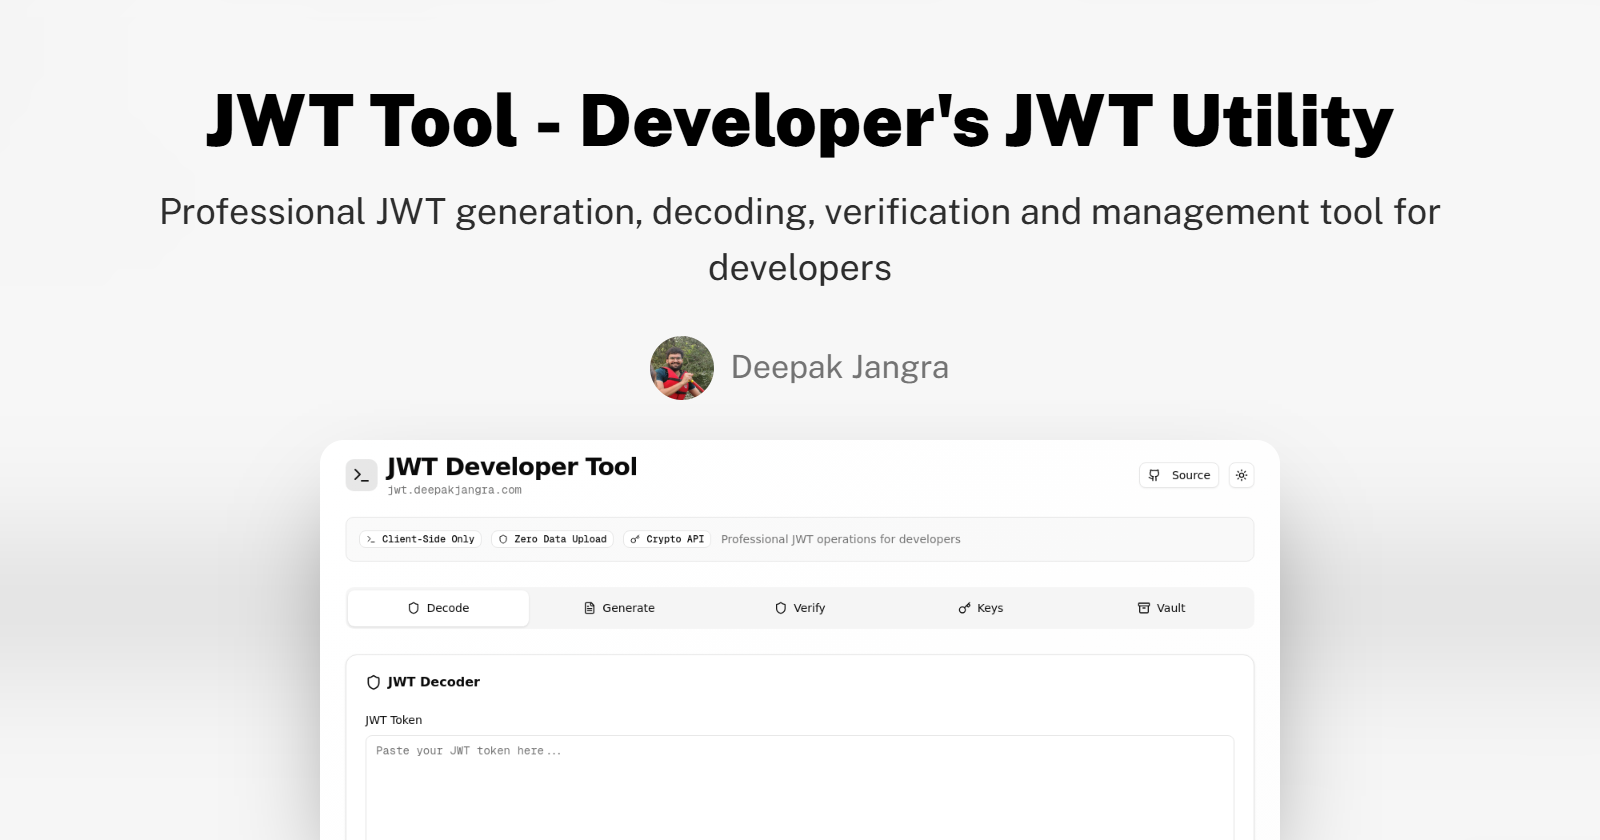 JWT Tool - Developer's JWT Utility
Professional JWT generation, decoding, verification and management tool for
developers
Deepak Jangra
JWT Developer Tool
jwt.deepakjangra.com
Source
Client-Side Only
Zero Data Upload
Crypto API
Professional JWT operations for developers
Decode
Generate
Verify
Keys
Vault
JWT Decoder
JWT Token
Paste your JWT token here...